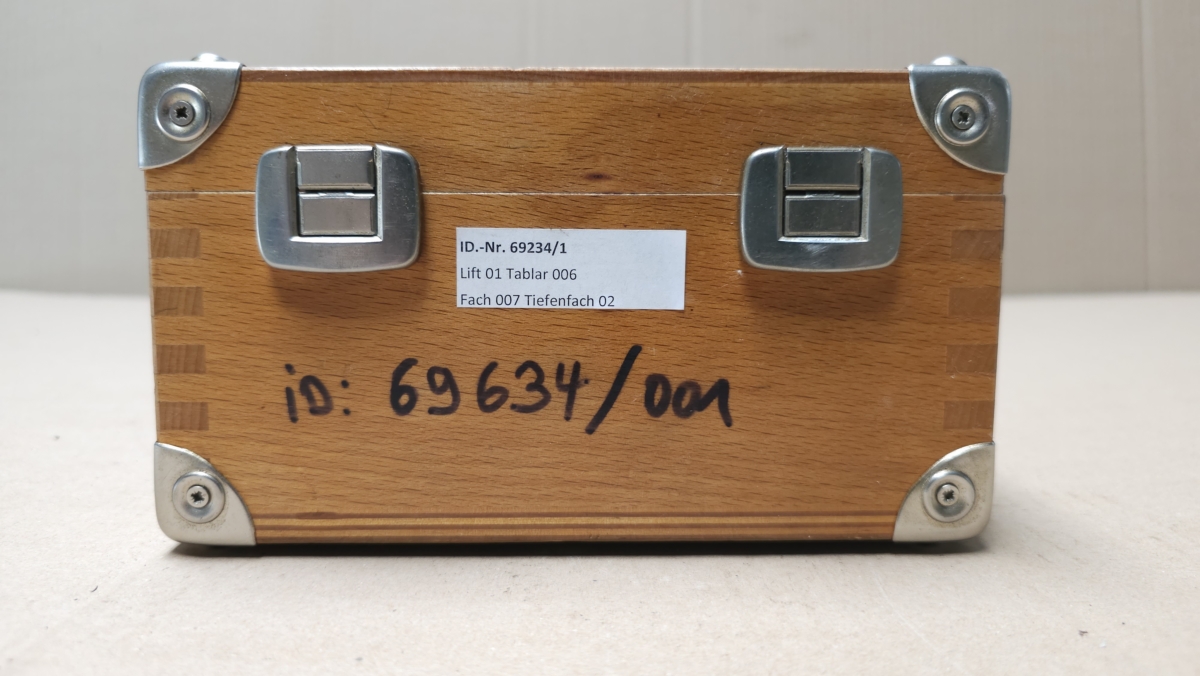 ID.-Nr. 69234/1
Lift 01 Tablar 006
Fach 007 Tiefenfach 02
iD: 69634/001